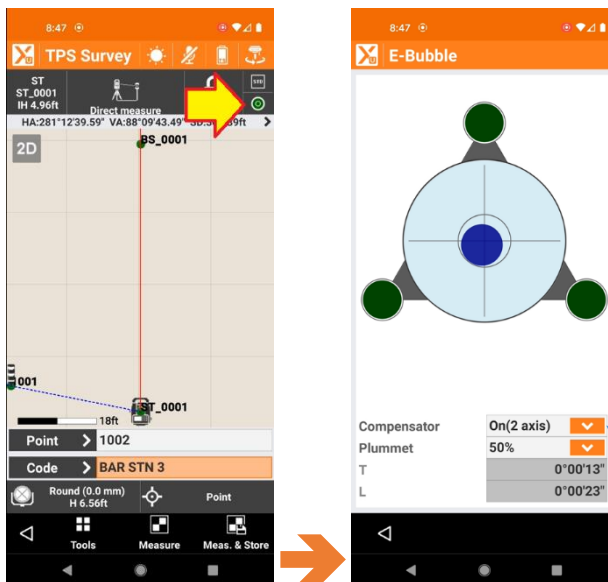 8:47
TPS Survey
ST
ST_0001
IH 4.96ft
Direct measure
STD
HA:281°12'39.59" VA:88°09'43.49"
2D
BS_0001
1001
ST_0001
18ft
Point
1002
Code
BAR STN 3
Round (0.0 mm)
H 6.56ft
Point
Tools
Measure
Meas. & Store
8:47
E-Bubble
Compensator
On(2 axis)
Plummet
50%
T
0°00'13"
L
0°00'23"